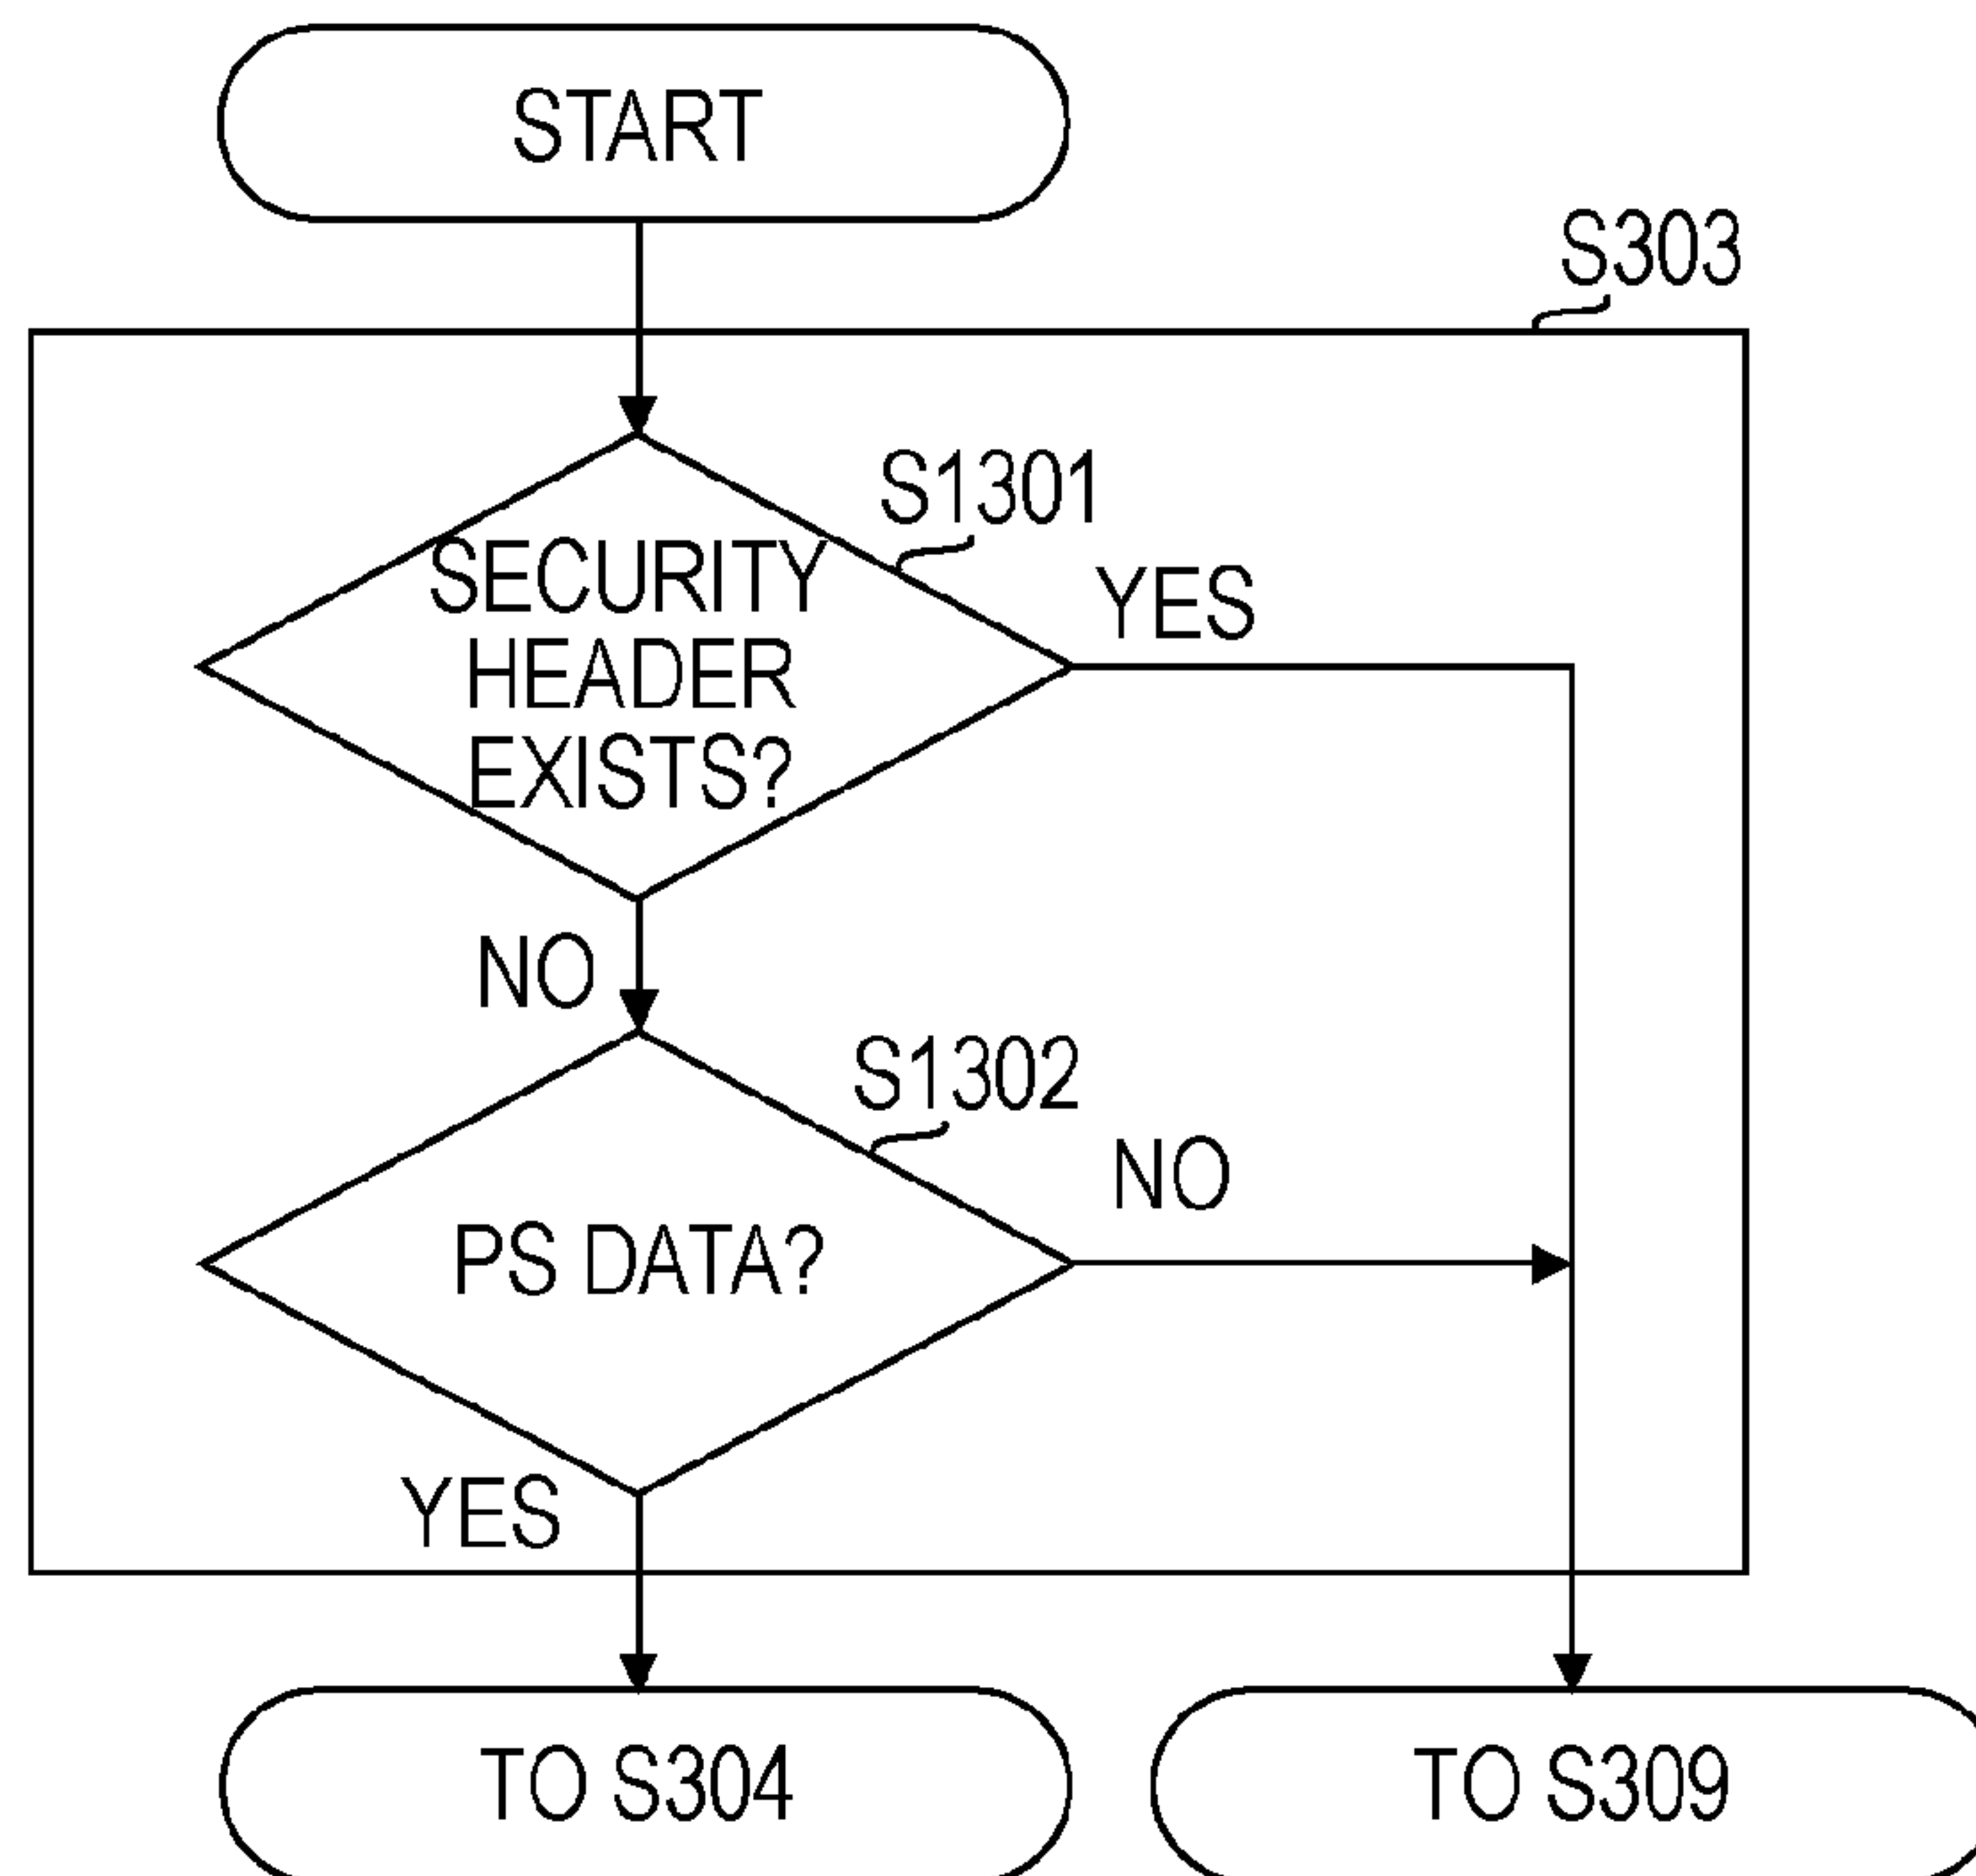 START
S303
S1301
SECURITY
HEADER
EXISTS?
YES
NO
S1302
PS DATA?
NO
YES
TO S304
TO S309